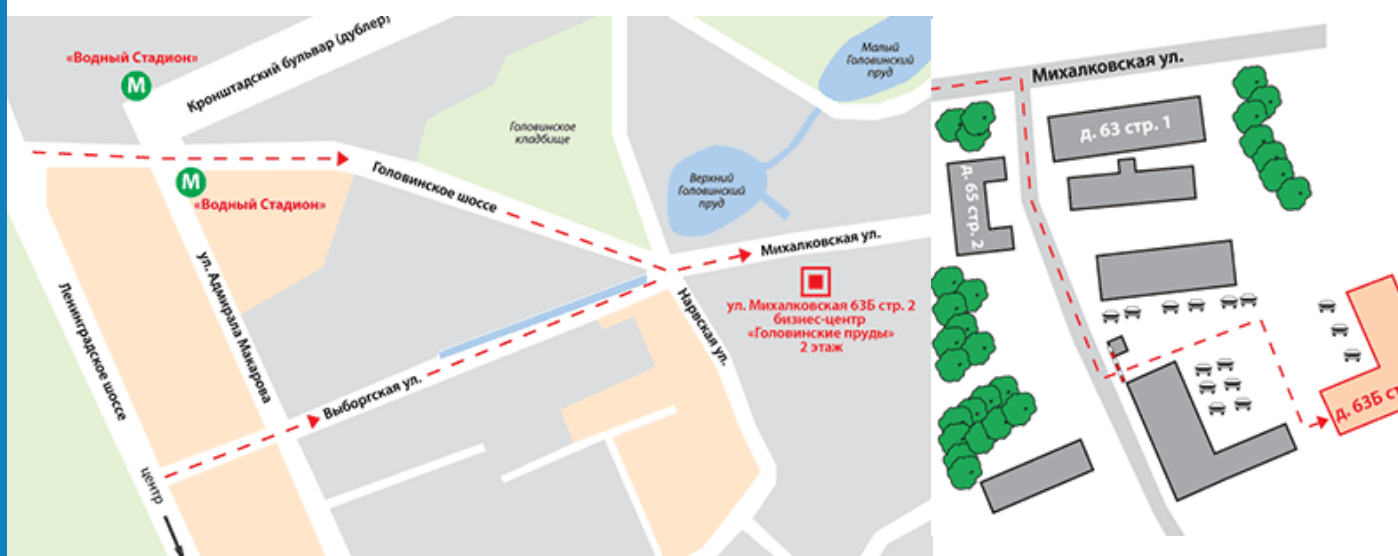 «Водный Стадион»
М
Кронштадский бульвар (дублер)
Малый
Головинский
пруд
Головинское
кладбище
Головинское шоссе
М
«Водный Стадион»
Верхний
Головинский
пруд
Михалковская ул.
ул. Михалковская 63Б стр. 2
бизнес-центр
«Головинские пруды»
2 этаж
Нарвская ул.
ул. Адмирала Макарова
Ленинградское шоссе
Выборгская ул.
центр
Михалковская ул.
д. 63 стр. 1
д. 65 стр. 2
д. 63Б ст